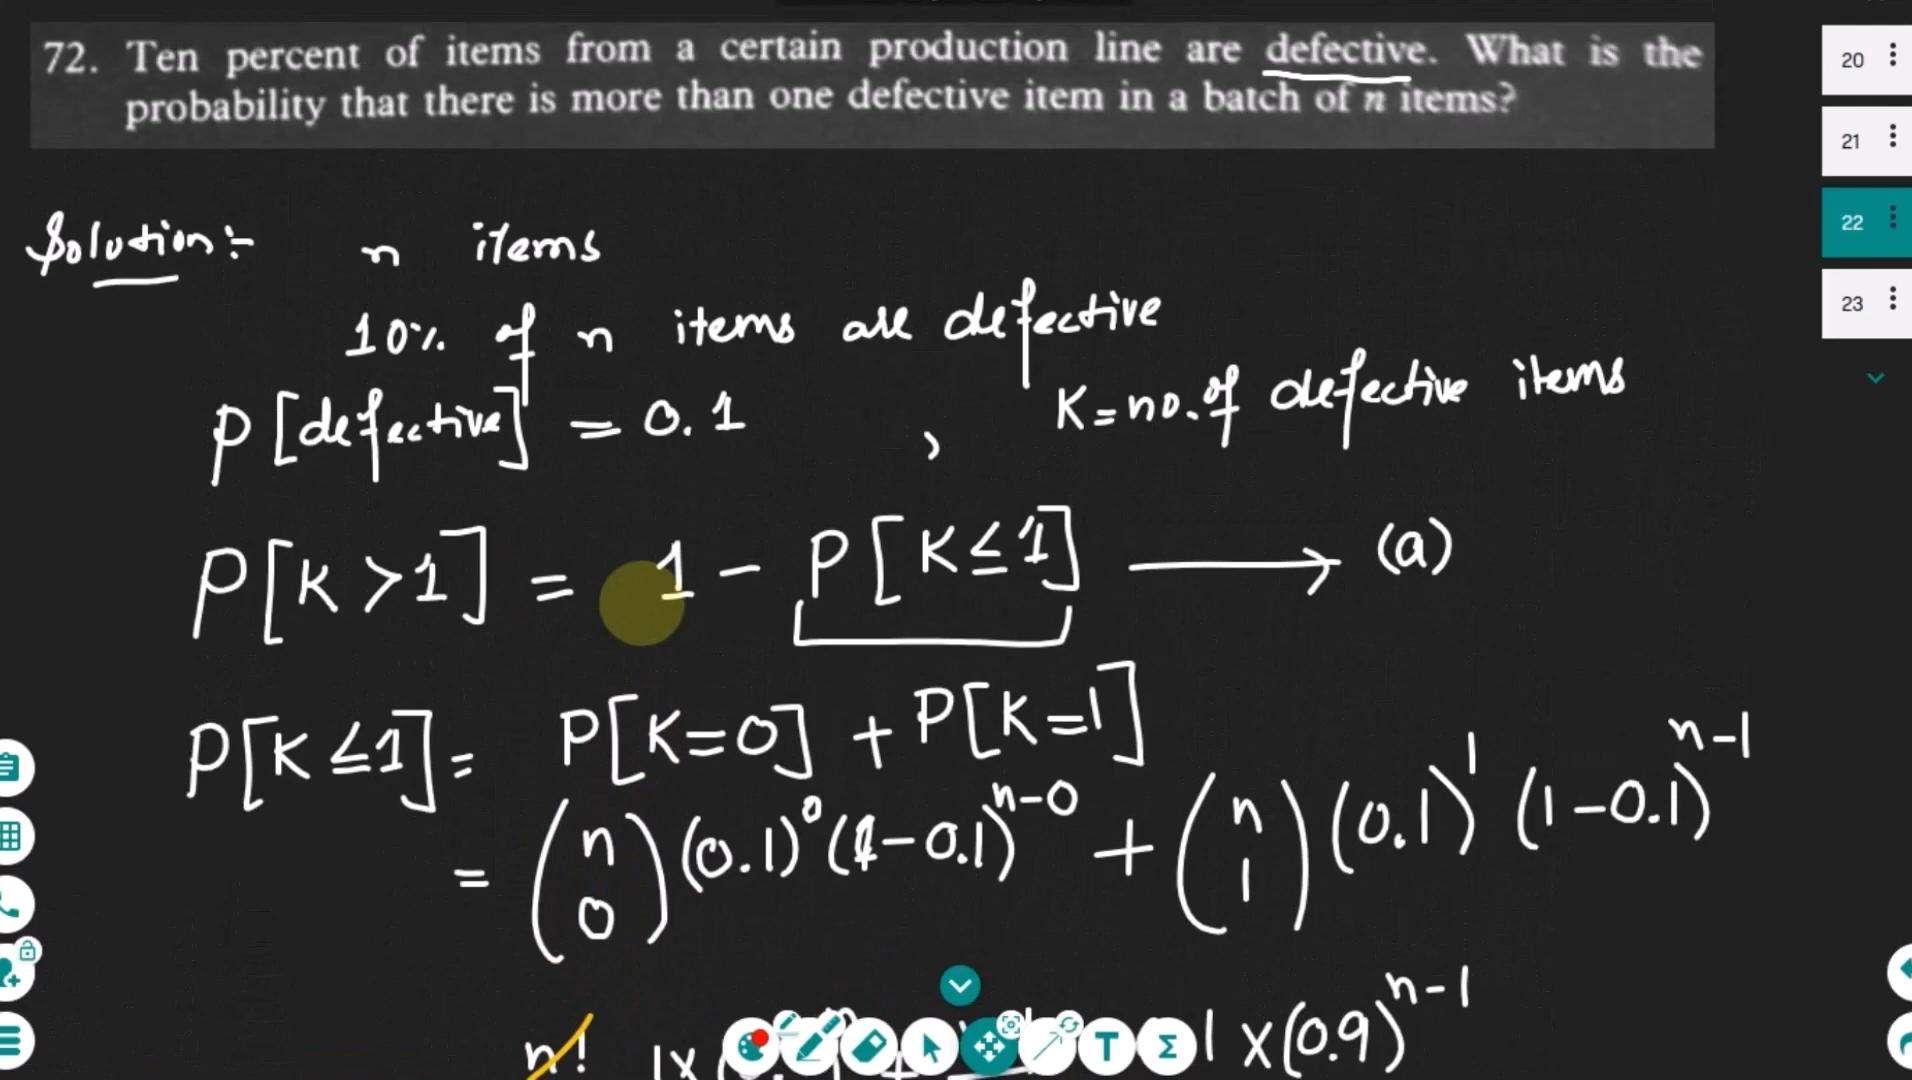 72. Ten percent of items from a certain production line are defective. What is the
probability that there is more than one defective item in a batch of n items?
20
21
22
23
Solution:-
n items
10% of n items are defective
P[defective] = 0.1 , K=no.of defective items
P[K>1] = 1 - P[K≤1] ⟶ (a)
P[K≤1] = P[K=0] + P[K=1]
= (n 0) (0.1)^0 (1-0.1)^{n-0} + (n 1) (0.1)^1 (1-0.1)^{n-1}
n! 1x 1 x(0.9)^{n-1}
T Σ